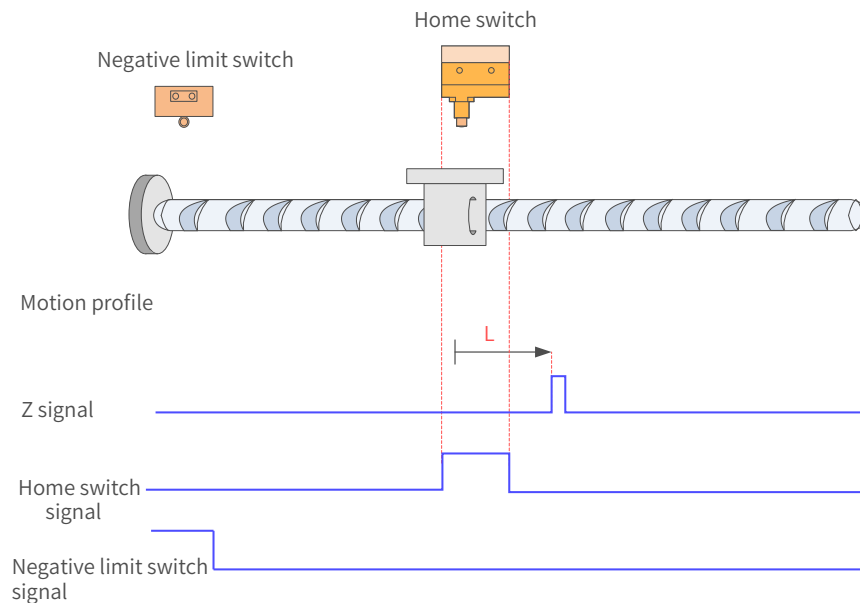 Home switch
Negative limit switch
Motion profile
L
Z signal
Home switch
signal
Negative limit switch
signal